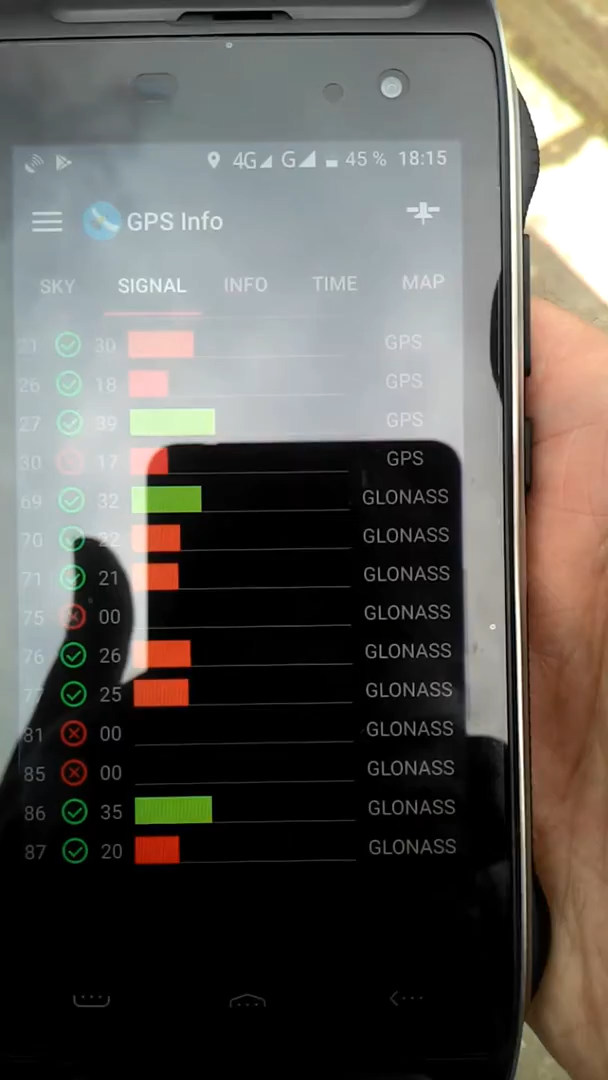 4G G 45 % 18:15
GPS Info
SKY SIGNAL INFO TIME MAP
21 30 GPS
26 18 GPS
27 39 GPS
30 17 GPS
69 32 GLONASS
70 22 GLONASS
71 21 GLONASS
75 00 GLONASS
76 26 GLONASS
77 25 GLONASS
81 00 GLONASS
85 00 GLONASS
86 35 GLONASS
87 20 GLONASS